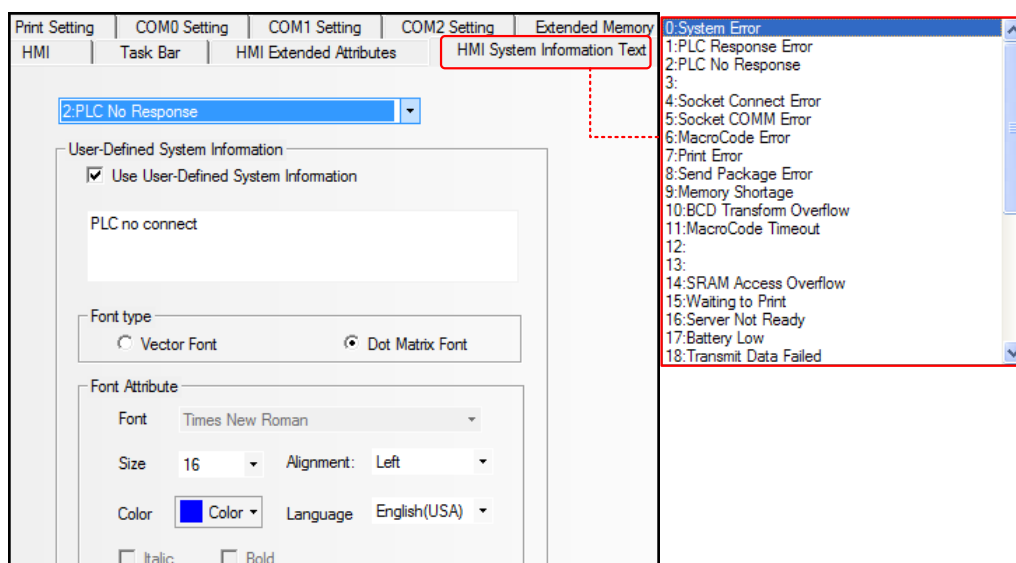 Print Setting COM0 Setting COM1 Setting COM2 Setting Extended Memory
HMI Task Bar HMI Extended Attributes HMI System Information Text
2:PLC No Response
User-Defined System Information
Use User-Defined System Information
PLC no connect
Font type
Vector Font Dot Matrix Font
Font Attribute
Font Times New Roman
Size 16 Alignment: Left
Color Color Language English(USA)
Italic Bold
0:System Error
1:PLC Response Error
2:PLC No Response
3:
4:Socket Connect Error
5:Socket COMM Error
6:MacroCode Error
7:Print Error
8:Send Package Error
9:Memory Shortage
10:BCD Transform Overflow
11:MacroCode Timeout
12:
13:
14:SRAM Access Overflow
15:Waiting to Print
16:Server Not Ready
17:Battery Low
18:Transmit Data Failed